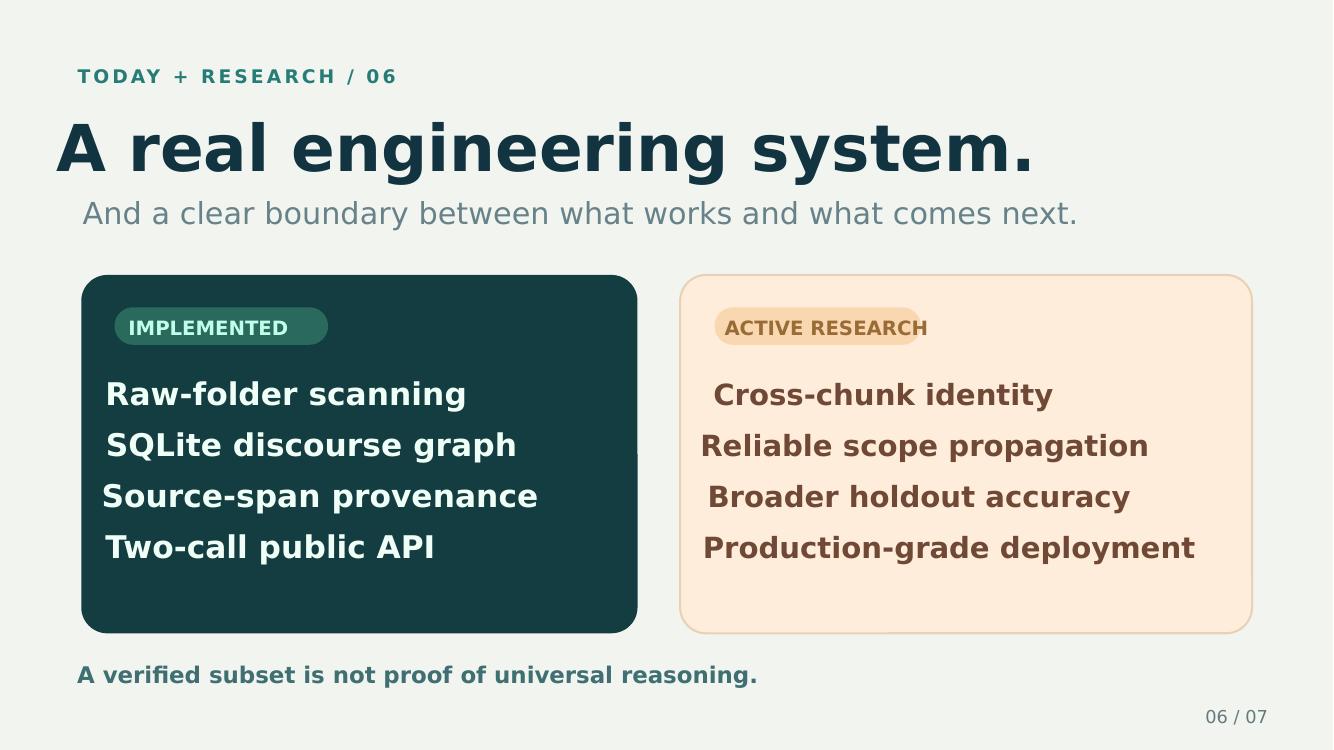 TODAY + RESEARCH / 06
A real engineering system.
And a clear boundary between what works and what comes next.
IMPLEMENTED
Raw-folder scanning
SQLite discourse graph
Source-span provenance
Two-call public API
ACTIVE RESEARCH
Cross-chunk identity
Reliable scope propagation
Broader holdout accuracy
Production-grade deployment
A verified subset is not proof of universal reasoning.
06 / 07